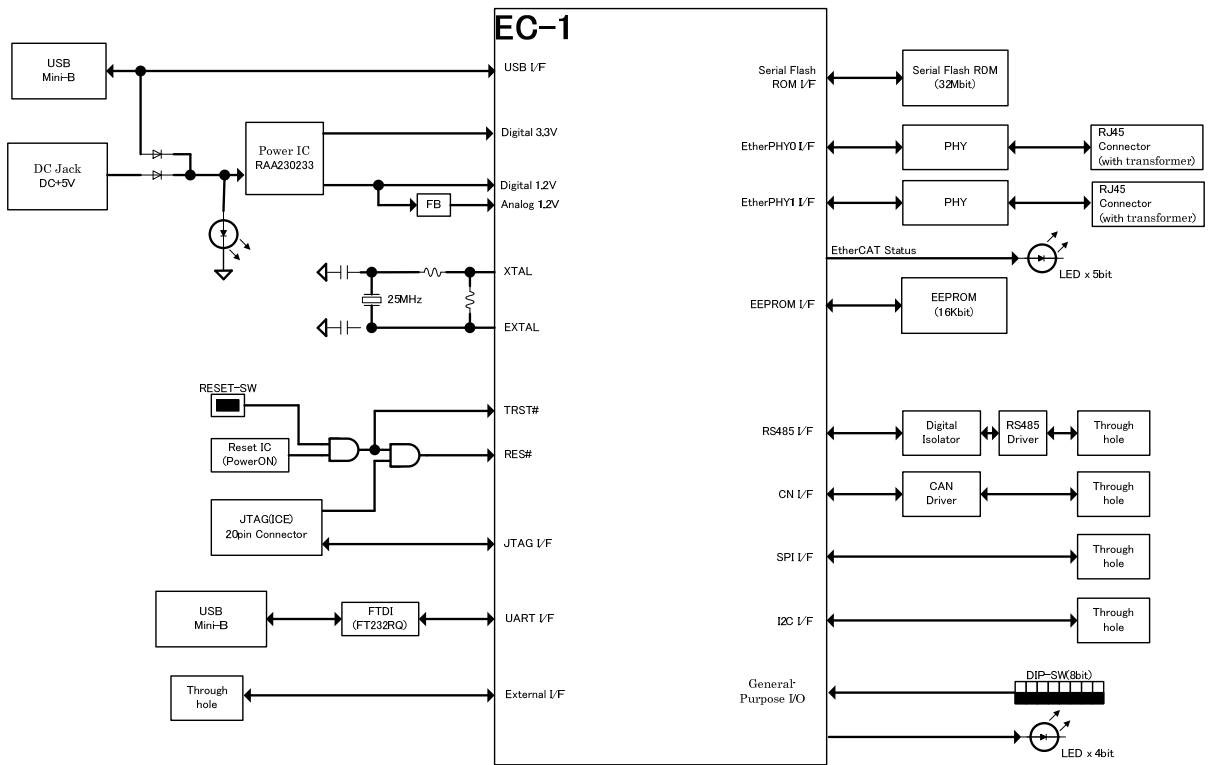 EC-1
USB
Mini-B
USB I/F
DC Jack
DC+5V
Power IC
RAA230233
Digital 3.3V
Digital 1.2V
FB
Analog 1.2V
XTAL
25MHz
EXTAL
RESET-SW
TRST#
Reset IC
(PowerON)
RES#
JTAG(ICE)
20pin Connector
JTAG I/F
USB
Mini-B
FTDI
(FT232RQ)
UART I/F
Through
hole
External I/F
Serial Flash
ROM I/F
Serial Flash ROM
(32Mbit)
EtherPHY0 I/F
PHY
RJ45
Connector
(with transformer)
EtherPHY1 I/F
PHY
RJ45
Connector
(with transformer)
EtherCAT Status
LED x 5bit
EEPROM I/F
EEPROM
(16Kbit)
RS485 I/F
Digital
Isolator
RS485
Driver
Through
hole
CN I/F
CAN
Driver
Through
hole
SPI I/F
Through
hole
I2C I/F
Through
hole
General-
Purpose I/O
DIP-SW(8bit)
LED x 4bit